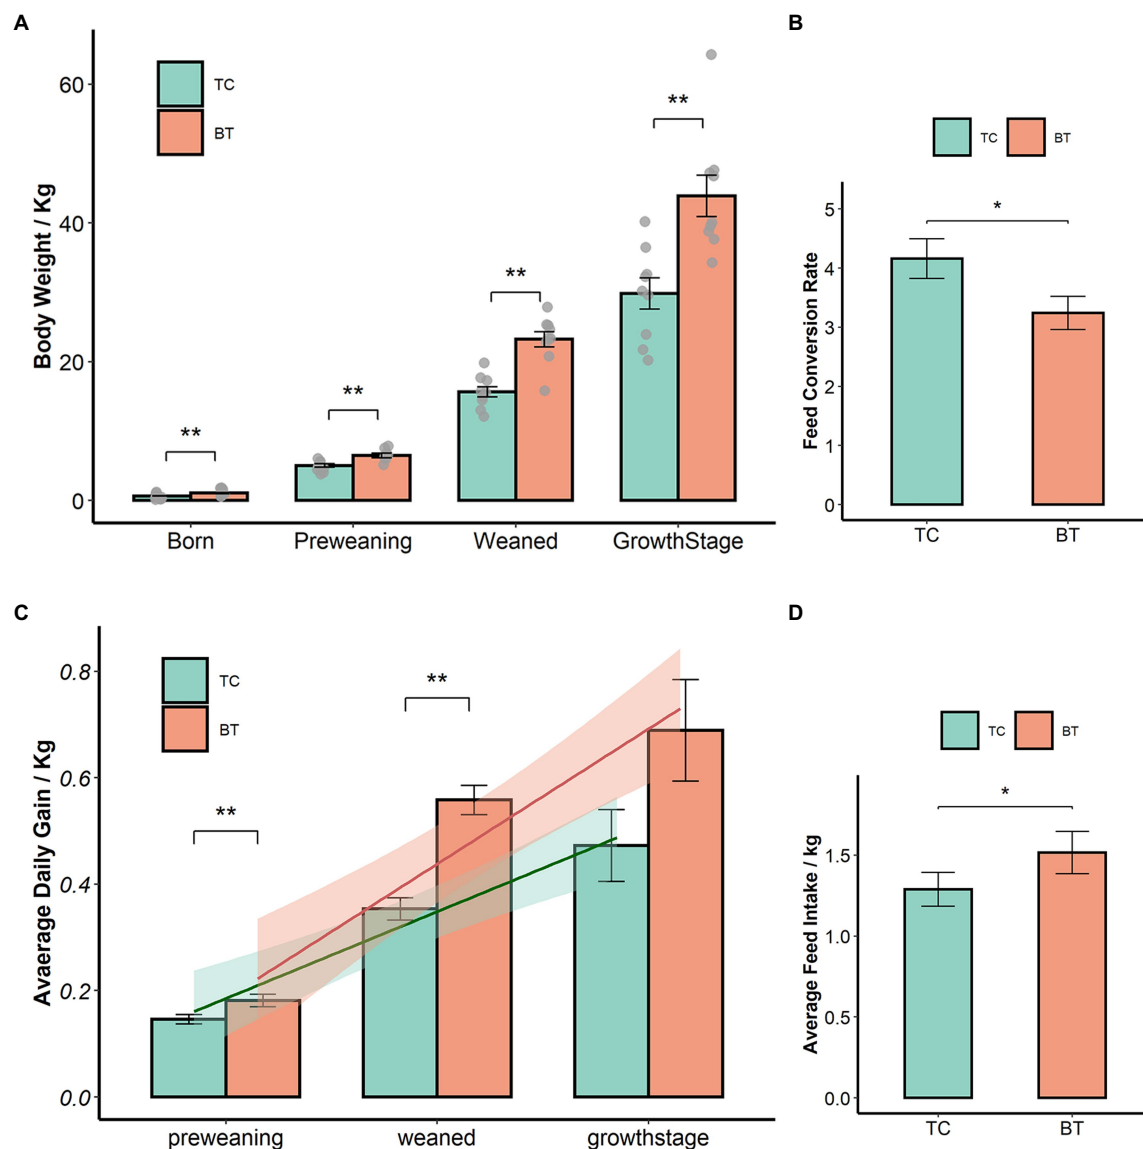 A
TC
BT
Body Weight / Kg
60
40
20
0
**
**
**
**
Born
Preweaning
Weaned
GrowthStage
B
TC
BT
Feed Conversion Rate
5
4
3
2
1
0
*
TC
BT
C
TC
BT
Avaerage Daily Gain / Kg
0.8
0.6
0.4
0.2
0.0
**
**
preweaning
weaned
growthstage
D
TC
BT
Average Feed Intake / kg
1.5
1.0
0.5
0.0
*
TC
BT